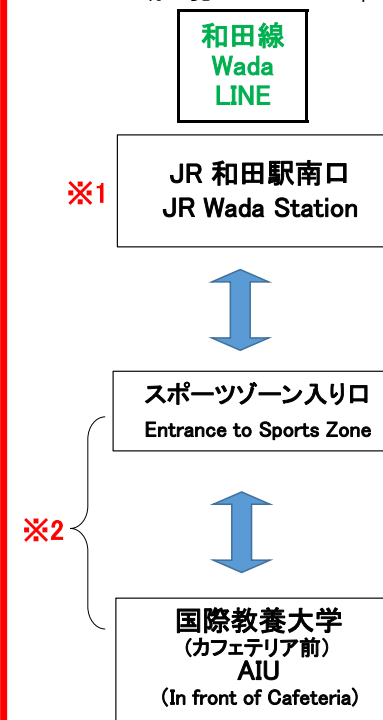 和田線
Wada
LINE
※1
JR 和田駅南口
JR Wada Station
スポーツゾーン入り口
Entrance to Sports Zone
※2
国際教養大学
(カフェテリア前)
AIU
(In front of Cafeteria)